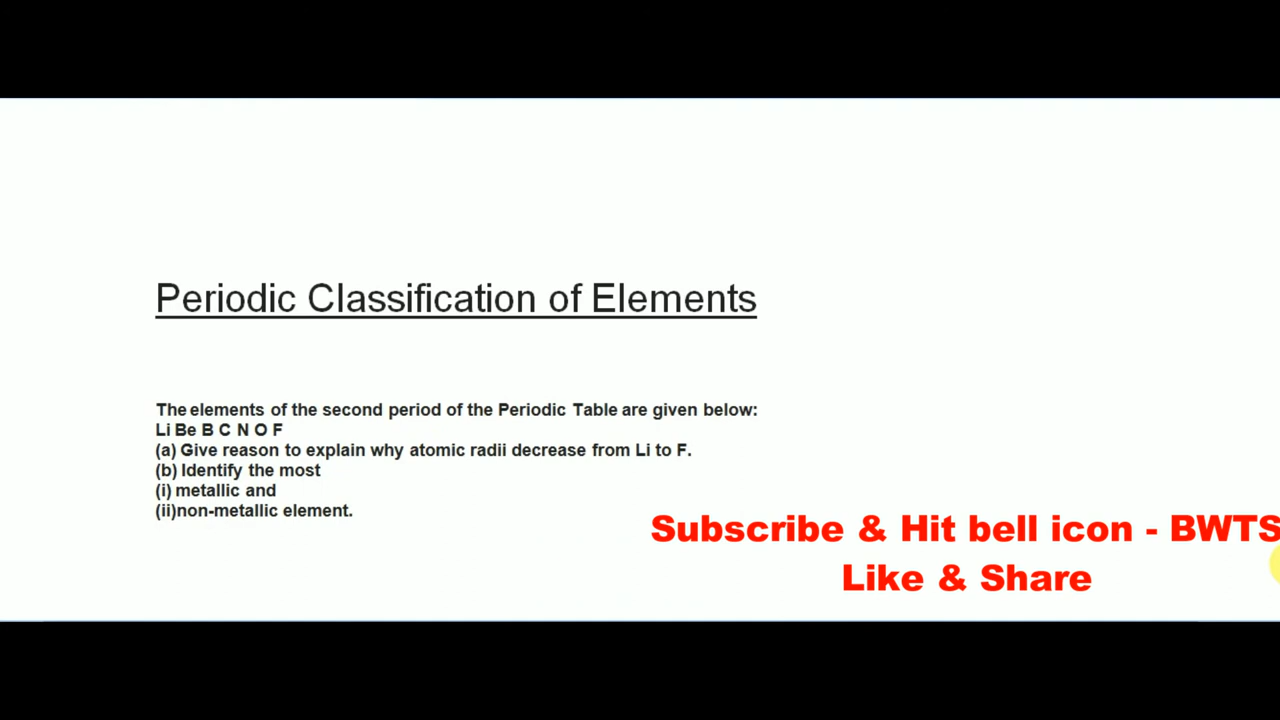 Periodic Classification of Elements
The elements of the second period of the Periodic Table are given below:
Li Be B C N O F
(a) Give reason to explain why atomic radii decrease from Li to F.
(b) Identify the most
(i) metallic and
(ii)non-metallic element.
Subscribe & Hit bell icon - BWTS
Like & Share